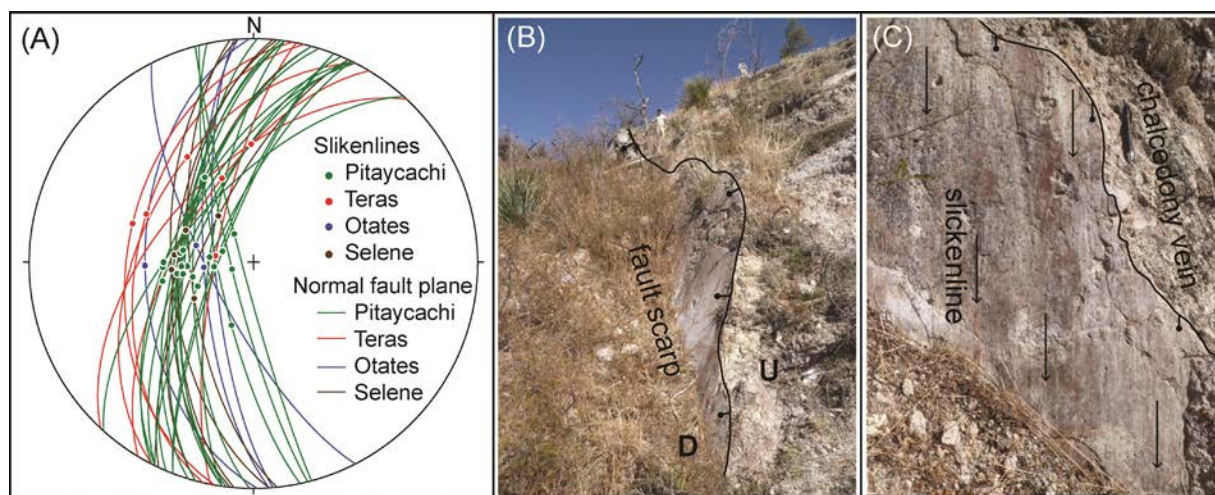 (A)
N
Slikenlines
Pitaycachi
Teras
Otates
Selene
Normal fault plane
Pitaycachi
Teras
Otates
Selene
(B)
fault scarp
U
D
(C)
chalcedony vein
slickenline